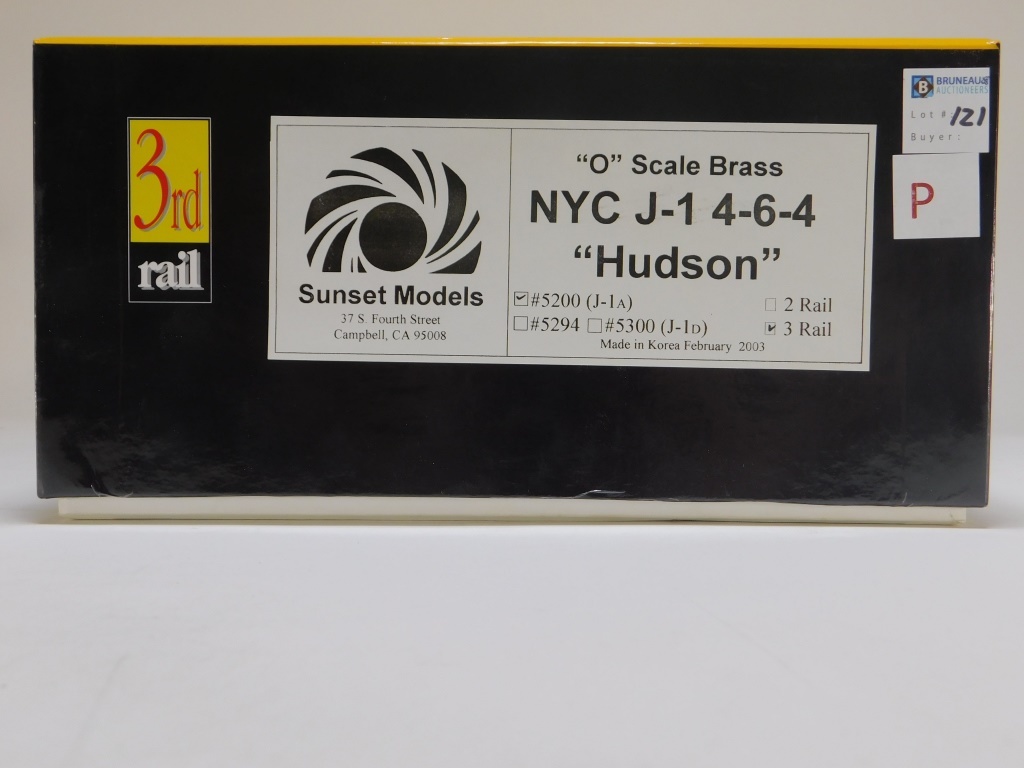 3rd
rail
Sunset Models
37 S. Fourth Street
Campbell, CA 95008
“O” Scale Brass
NYC J-1 4-6-4
“Hudson”
#5200 (J-1A)
2 Rail
#5294 #5300 (J-1D)
3 Rail
Made in Korea February 2003
B BRUNEAU&
AUCTIONEERS
Lot # 121
Buyer:
P